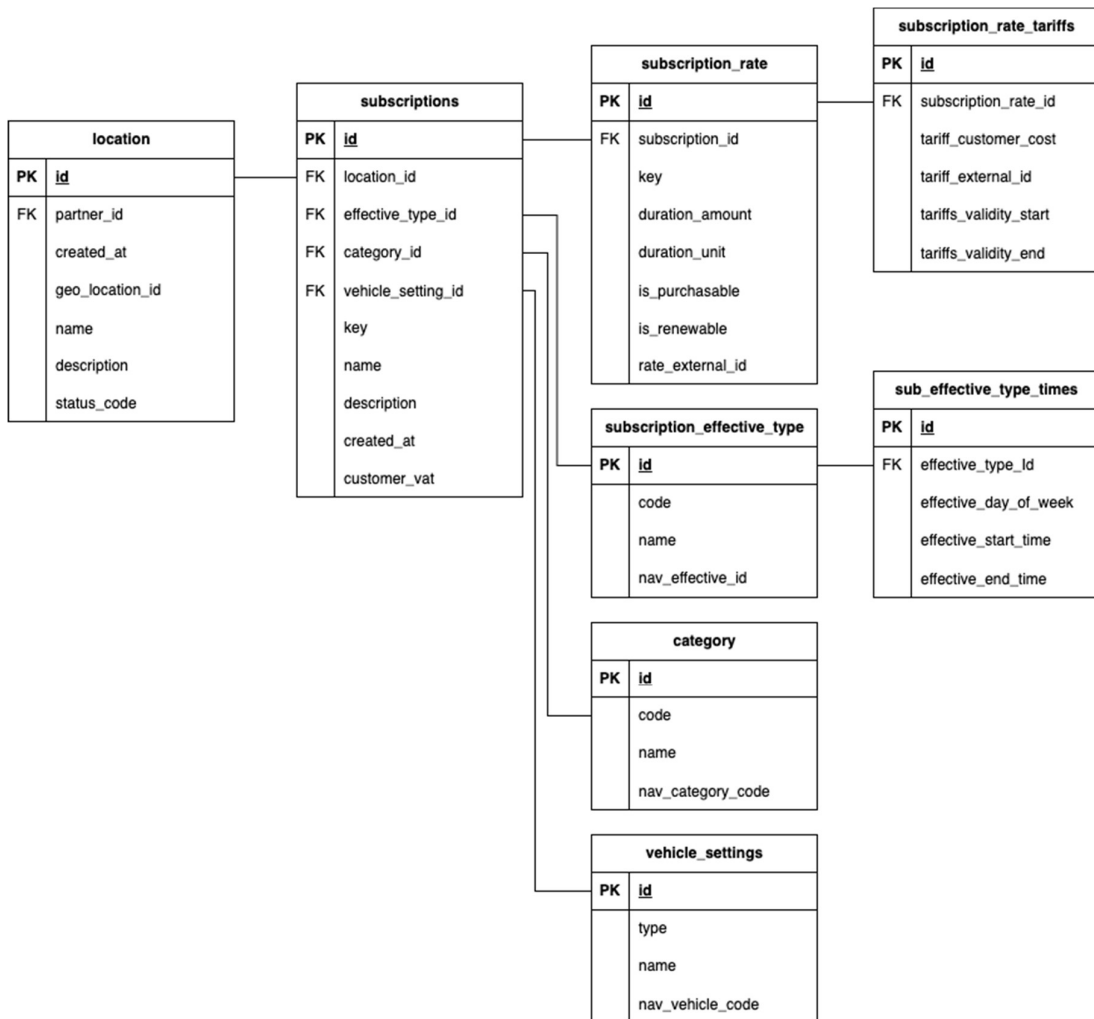 location
PK id
FK partner_id
created_at
geo_location_id
name
description
status_code
subscriptions
PK id
FK location_id
FK effective_type_id
FK category_id
FK vehicle_setting_id
key
name
description
created_at
customer_vat
subscription_rate
PK id
FK subscription_id
key
duration_amount
duration_unit
is_purchasable
is_renewable
rate_external_id
subscription_rate_tariffs
PK id
FK subscription_rate_id
tariff_customer_cost
tariff_external_id
tariffs_validity_start
tariffs_validity_end
subscription_effective_type
PK id
code
name
nav_effective_id
sub_effective_type_times
PK id
FK effective_type_Id
effective_day_of_week
effective_start_time
effective_end_time
category
PK id
code
name
nav_category_code
vehicle_settings
PK id
type
name
nav_vehicle_code